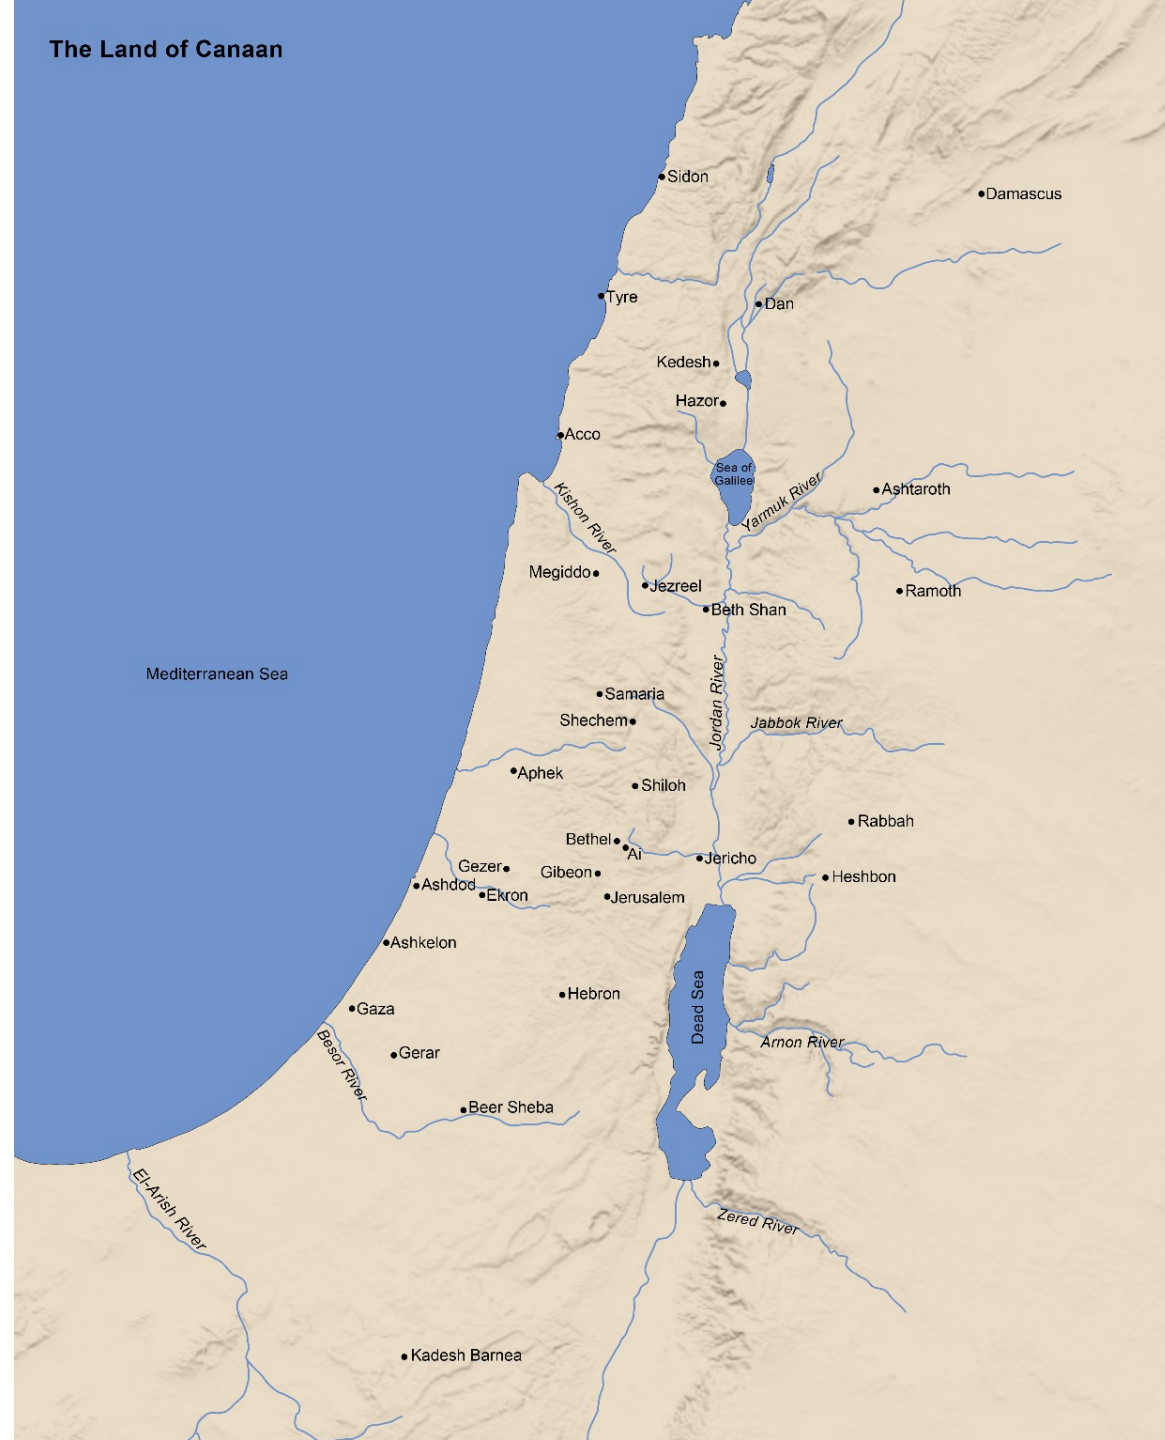 The Land of Canaan
Sidon
Damascus
Tyre
Dan
Kedesh
Hazor
Acco
Sea of
Galilee
Kishon River
Yarmuk River
Ashtaroth
Megiddo
Jezreel
Ramoth
Beth Shan
Mediterranean Sea
Samaria
Jordan River
Shechem
Jabbok River
Aphek
Shiloh
Rabbah
Bethel
Ai
Jericho
Gezer
Gibeon
Heshbon
Ashdod
Ekron
Jerusalem
Ashkelon
Hebron
Dead Sea
Gaza
Arnon River
Gerar
Besor River
Beer Sheba
El-Arish River
Zered River
Kadesh Barnea